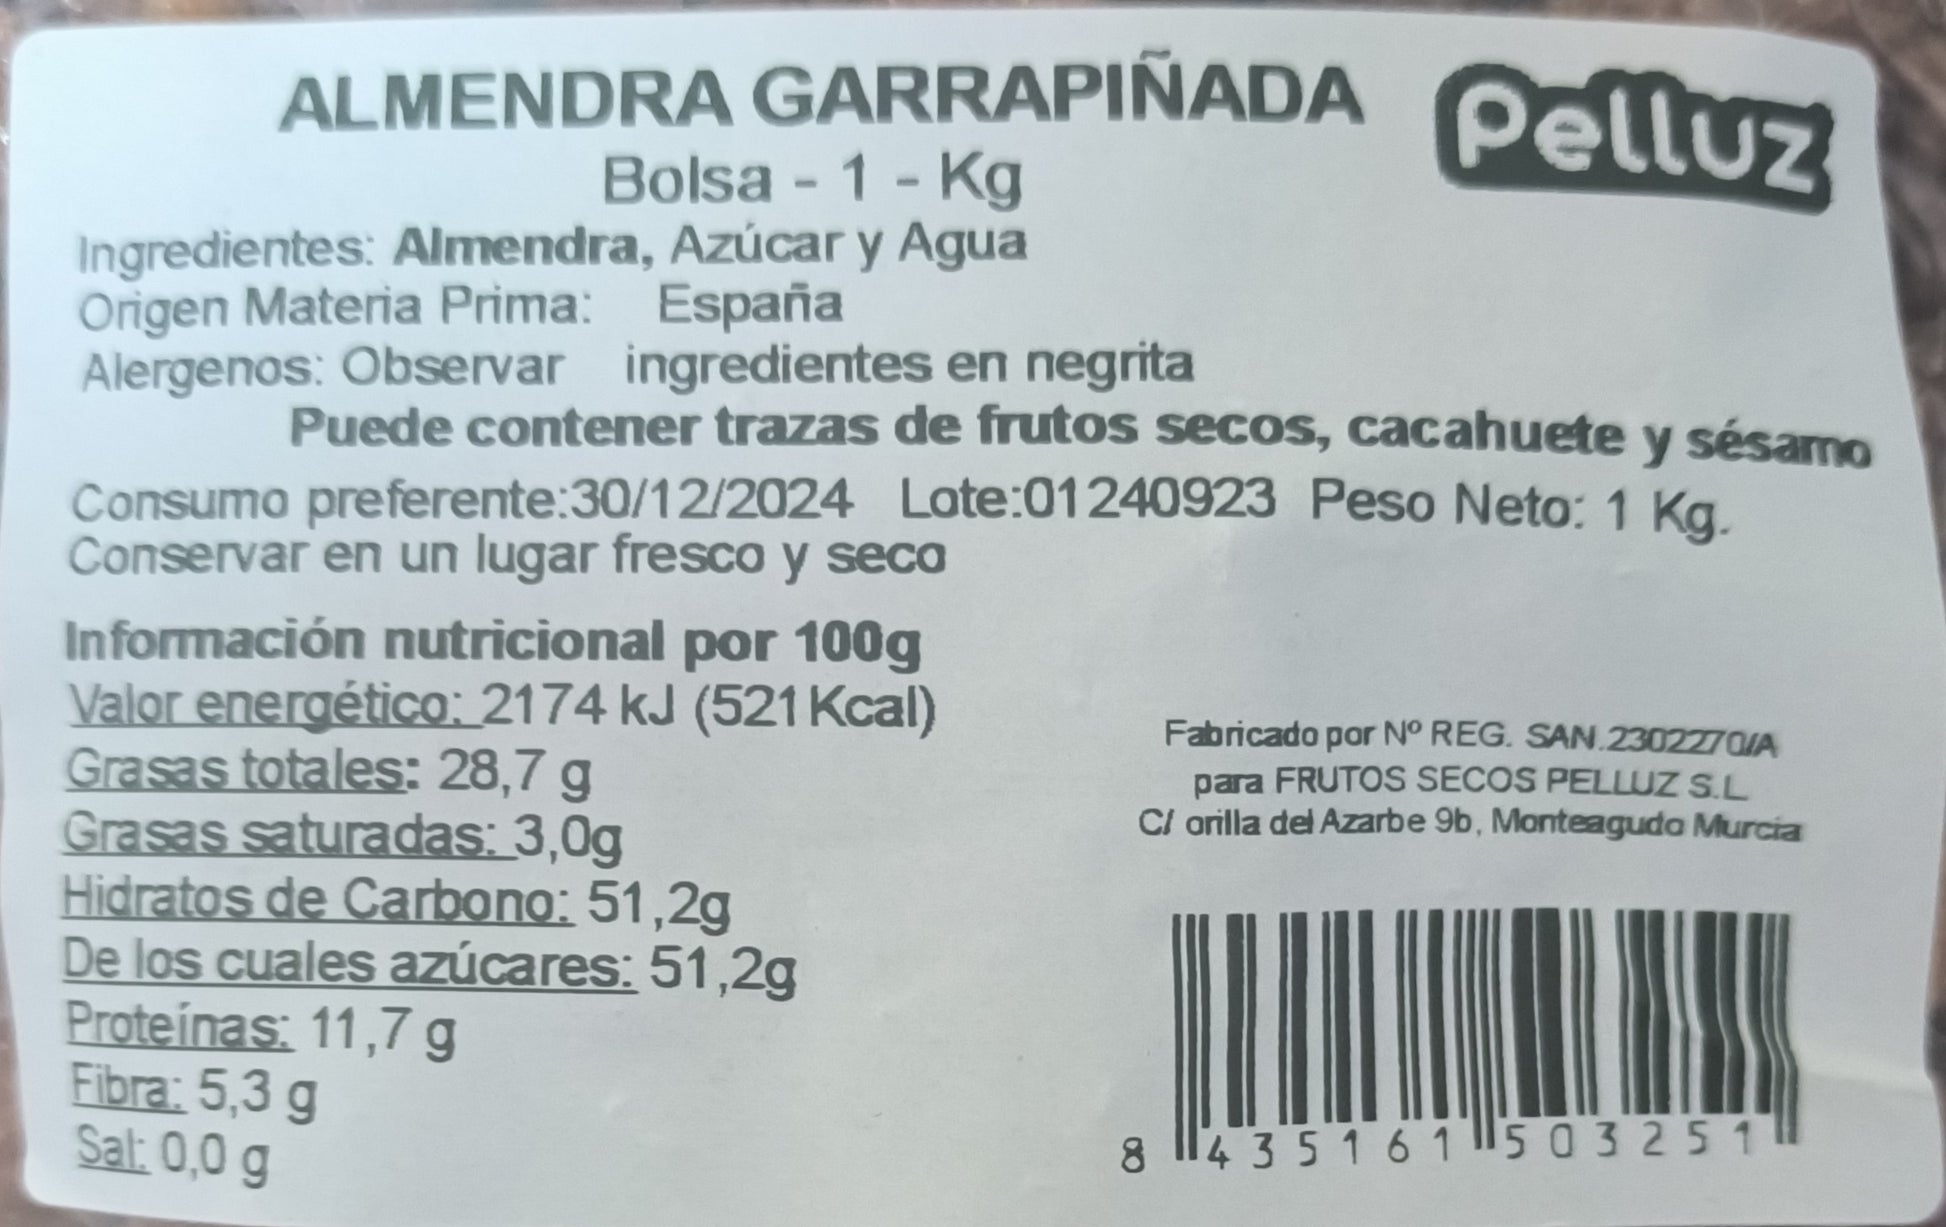 ALMENDRA GARRAPIÑADA
Pelluz
Bolsa - 1 - Kg
Ingredientes: Almendra, Azúcar y Agua
Origen Materia Prima: España
Alergenos: Observar ingredientes en negrita
Puede contener trazas de frutos secos, cacahuete y sésamo
Consumo preferente:30/12/2024 Lote:01240923 Peso Neto: 1 Kg.
Conservar en un lugar fresco y seco
Información nutricional por 100g
Valor energético: 2174 kJ (521 Kcal)
Grasas totales: 28,7 g
Grasas saturadas: 3,0g
Hidratos de Carbono: 51,2g
De los cuales azúcares: 51,2g
Proteínas: 11,7 g
Fibra: 5,3 g
Sal: 0,0 g
Fabricado por Nº REG. SAN.2302270/A
para FRUTOS SECOS PELLUZ S.L
C/ orilla del Azarbe 9b, Monteagudo Murcia
8 435161 503251